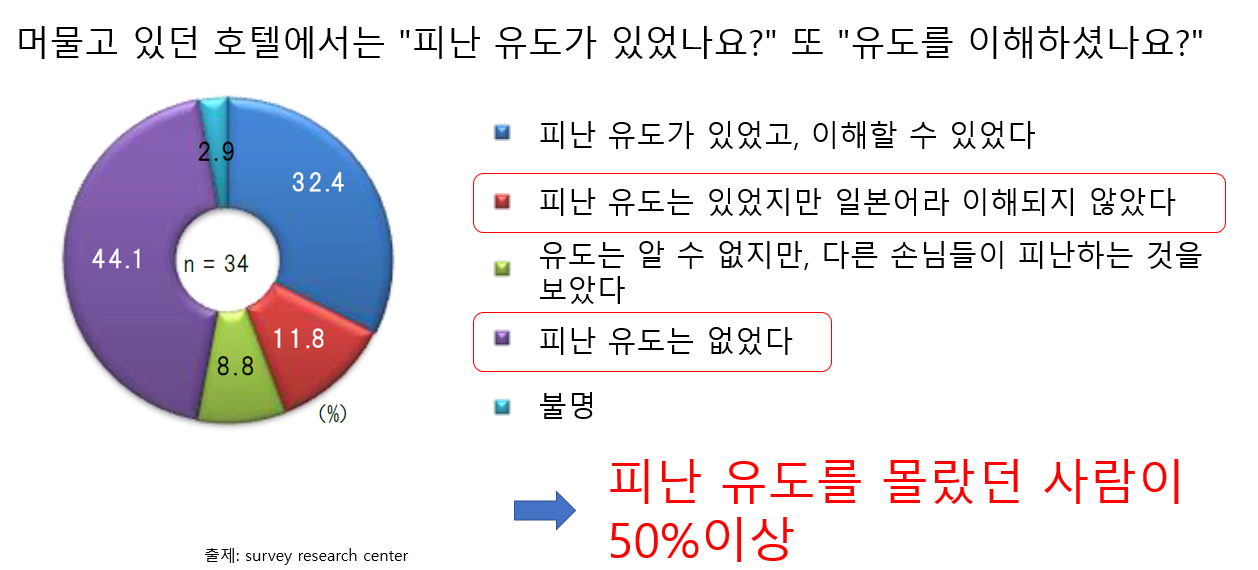 머물고 있던 호텔에서는 "피난 유도가 있었나요?" 또 "유도를 이해하셨나요?"
2.9
32.4
44.1
n = 34
11.8
8.8
(%)
피난 유도가 있었고, 이해할 수 있었다
피난 유도는 있었지만 일본어라 이해되지 않았다
유도는 알 수 없지만, 다른 손님들이 피난하는 것을
보았다
피난 유도는 없었다
불명
피난 유도를 몰랐던 사람이
50%이상
출제: survey research center